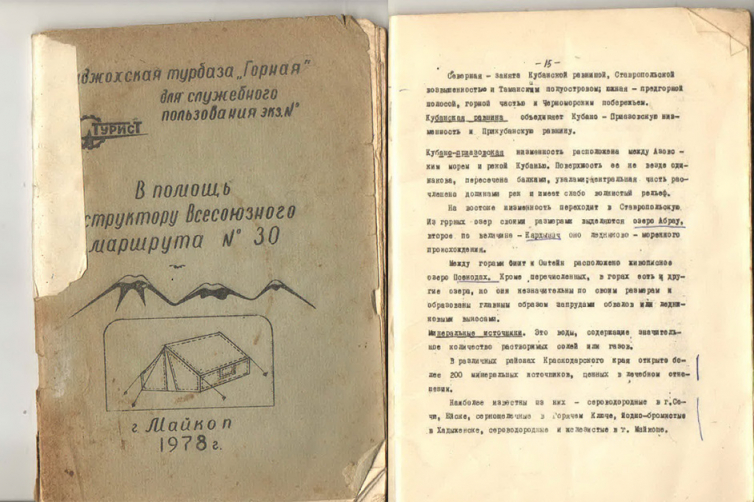 джохская турбаза „Горная"
для служебного
пользования экз.№
ТУРИСТ
В помощь
структору Всесоюзного
маршрута № 30
г Майкоп
1978 г.
- 15 -
Северная - занята Кубанской равниной, Ставропольской
возвышенностью и Таманским полуостровом; южная - предгорной
полосой, горной частью и Черноморским побережьем.
Кубанская равнина объединяет Кубано - Приазовскую низ-
менность и Прикубанскую равнину.
Кубано-приазовская низменность расположена между Азовс -
ким морем и рекой Кубанью. Поверхность ее не везде оди-
накова, пересечена балками, увалами; центральная часть рас-
членена долинами рек и имеет слабо волнистый рельеф.
На востоке низменность переходит в Ставропольскую.
Из горных озер своими размерами выделяются озеро Абрау,
второе по величине - оно ледниково - моренного
происхождения.
Между горами Фишт и Оштейн расположено живописное
озеро Псенодах. Кроме перечисленных, в горах есть и дру-
гие озера, но они незначительны по своим размерам и
образованы главным образом запрудами обвалов или ледни-
ковыми выносами.
Минеральные источники. Это воды, содержащие значитель-
ное количество растворимых солей или газов.
В различных районах Краснодарского края открыто бо-
лее 200 минеральных источников, ценных в лечебном отно-
шении.
Наиболее известны из них - сероводородные в г.Со-
чи, Ейске, серношелочные в Горячем Ключе, Йодно-бромистые
в Хадыженске, сероводородные и железистые в г. Майкопе.